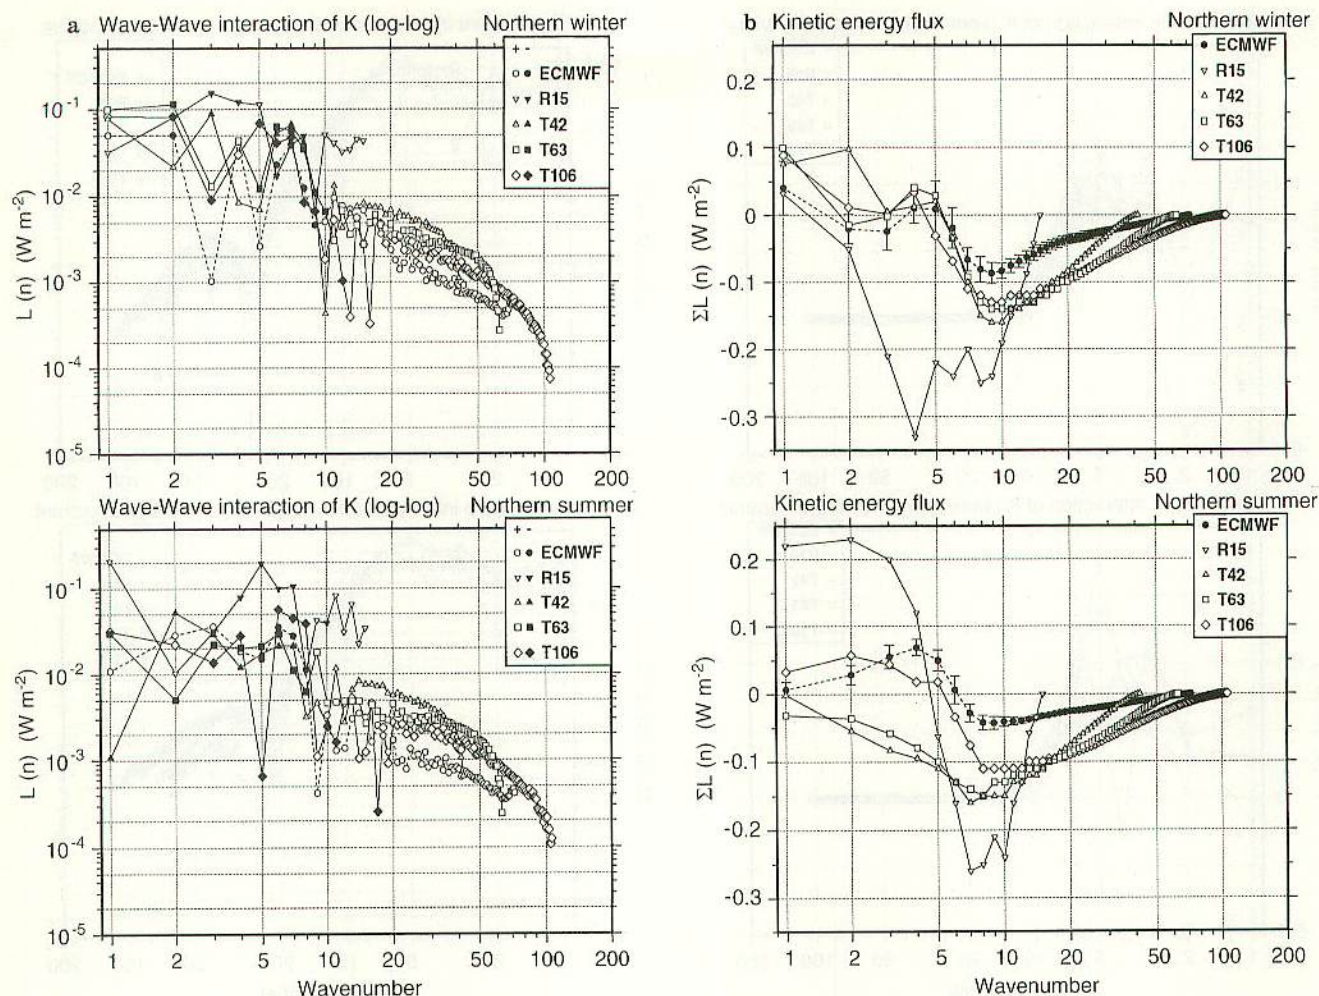 a Wave-Wave interaction of K (log-log) Northern winter
+ -
ECMWF
R15
T42
T63
T106
L (n) (W m-2)
10-1
10-2
10-3
10-4
10-5
1 2 5 10 20 50 100 200
b Kinetic energy flux Northern winter
ECMWF
R15
T42
T63
T106
ΣL (n) (W m-2)
0.2
0.1
0
-0.1
-0.2
-0.3
1 2 5 10 20 50 100 200
Wave-Wave interaction of K (log-log) Northern summer
+ -
ECMWF
R15
T42
T63
T106
L (n) (W m-2)
10-1
10-2
10-3
10-4
10-5
1 2 5 10 20 50 100 200
Wavenumber
Kinetic energy flux Northern summer
ECMWF
R15
T42
T63
T106
ΣL (n) (W m-2)
0.2
0.1
0
-0.1
-0.2
-0.3
1 2 5 10 20 50 100 200
Wavenumber